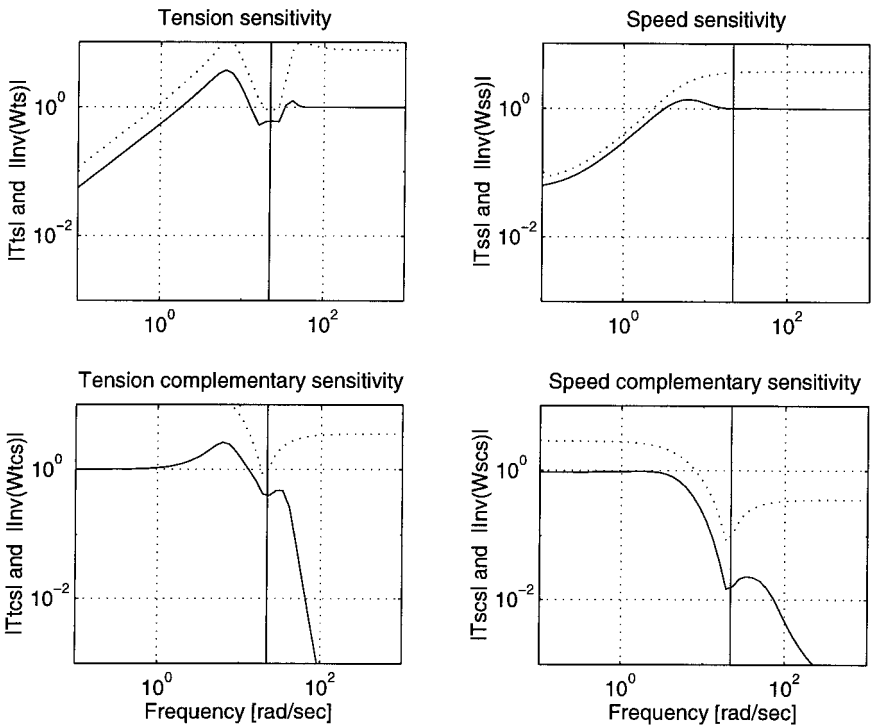 Tension sensitivity
|Tts| and |Inv(Wts)|
10^0
10^-2
10^0
10^2
Speed sensitivity
|Tss| and |Inv(Wss)|
10^0
10^-2
10^0
10^2
Tension complementary sensitivity
|Ttcs| and |Inv(Wtcs)|
10^0
10^-2
10^0
10^2
Frequency [rad/sec]
Speed complementary sensitivity
|Tscs| and |Inv(Wscs)|
10^0
10^-2
10^0
10^2
Frequency [rad/sec]